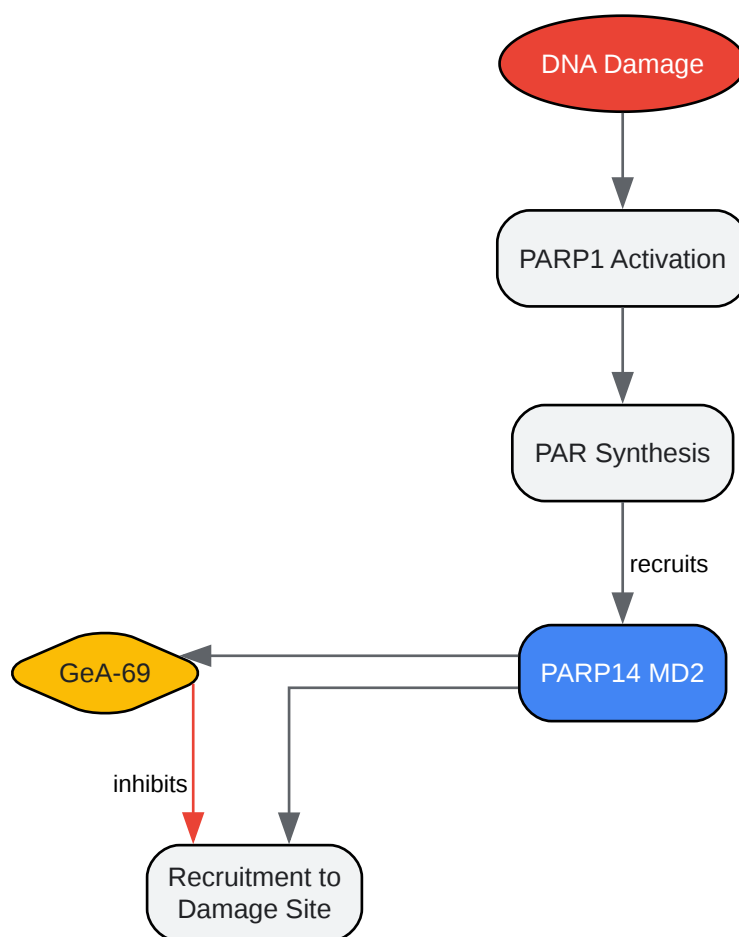 DNA Damage
PARP1 Activation
PAR Synthesis
recruits
GeA-69
PARP14 MD2
inhibits
Recruitment to
Damage Site